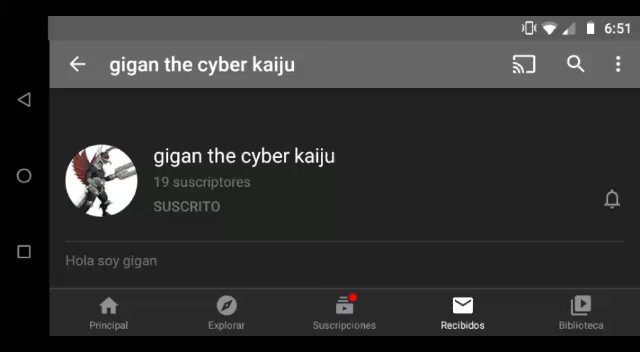 6:51
gigan the cyber kaiju
gigan the cyber kaiju
19 suscriptores
SUSCRITO
Hola soy gigan
Principal
Explorar
Suscripciones
Recibidos
Biblioteca